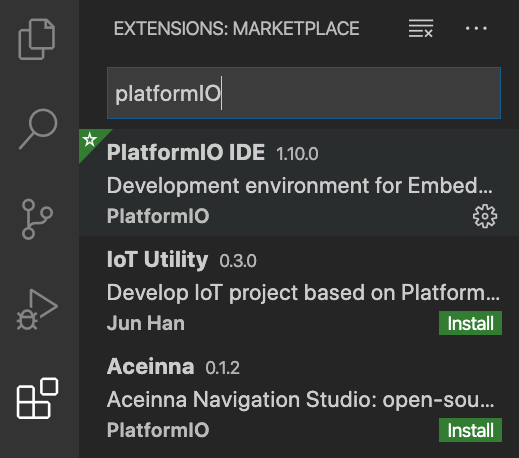 EXTENSIONS: MARKETPLACE
platformIO
PlatformIO IDE 1.10.0
Development environment for Embed...
PlatformIO
IoT Utility 0.3.0
Develop IoT project based on Platform...
Jun Han Install
Aceinna 0.1.2
Aceinna Navigation Studio: open-sou...
PlatformIO Install